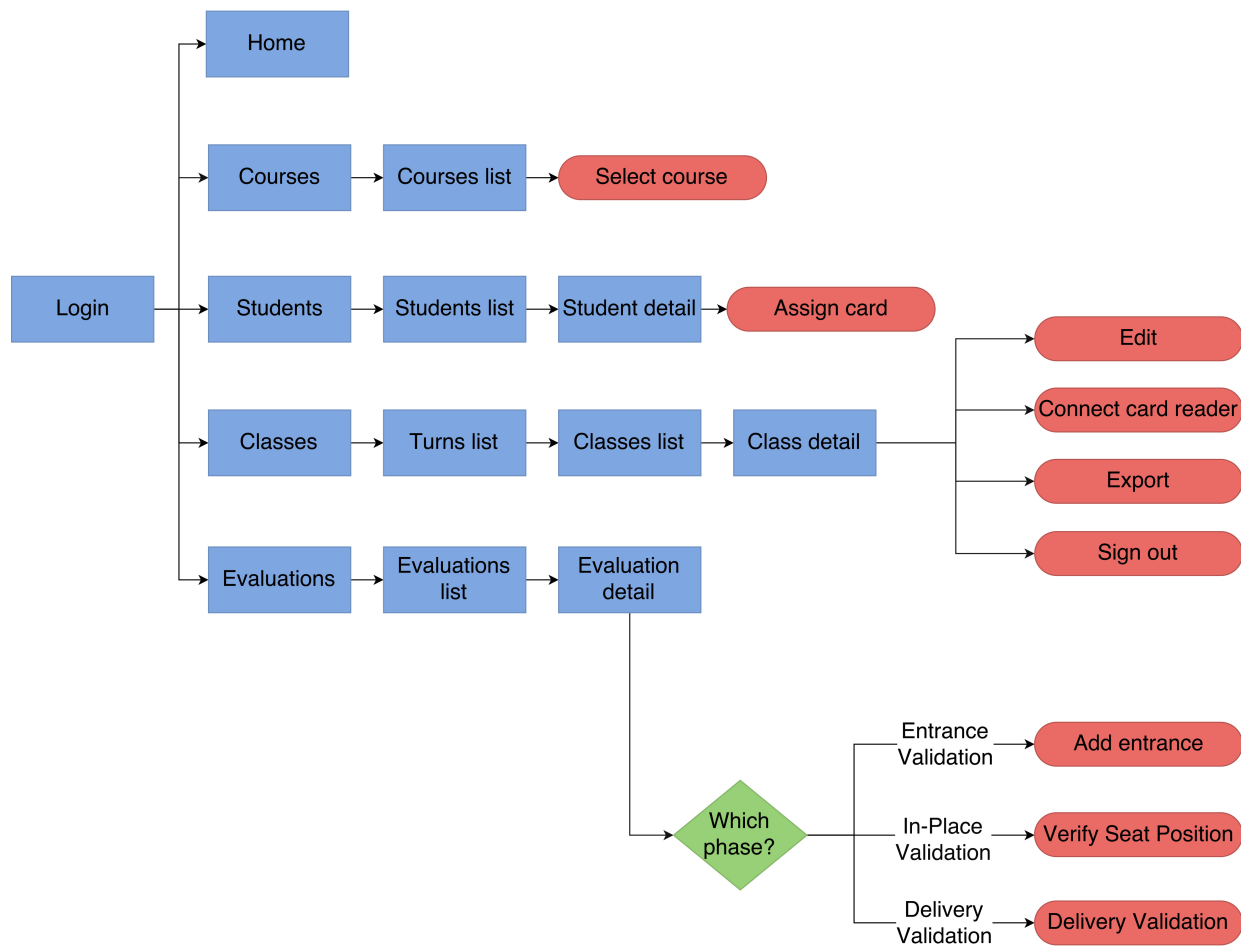 Home
Courses
Courses list
Select course
Login
Students
Students list
Student detail
Assign card
Edit
Connect card reader
Classes
Turns list
Classes list
Class detail
Export
Sign out
Evaluations
Evaluations
list
Evaluation
detail
Entrance
Validation
Add entrance
Which
phase?
In-Place
Validation
Verify Seat Position
Delivery
Validation
Delivery Validation